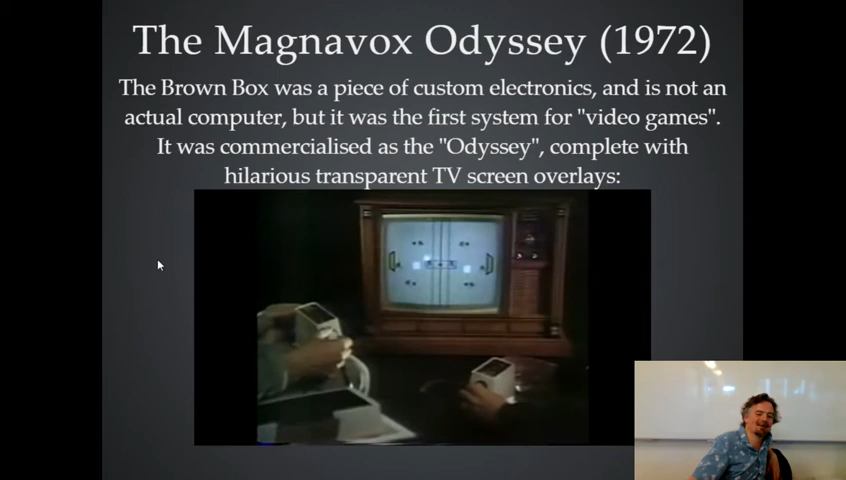 The Magnavox Odyssey (1972)
The Brown Box was a piece of custom electronics, and is not an
actual computer, but it was the first system for "video games".
It was commercialised as the "Odyssey", complete with
hilarious transparent TV screen overlays: